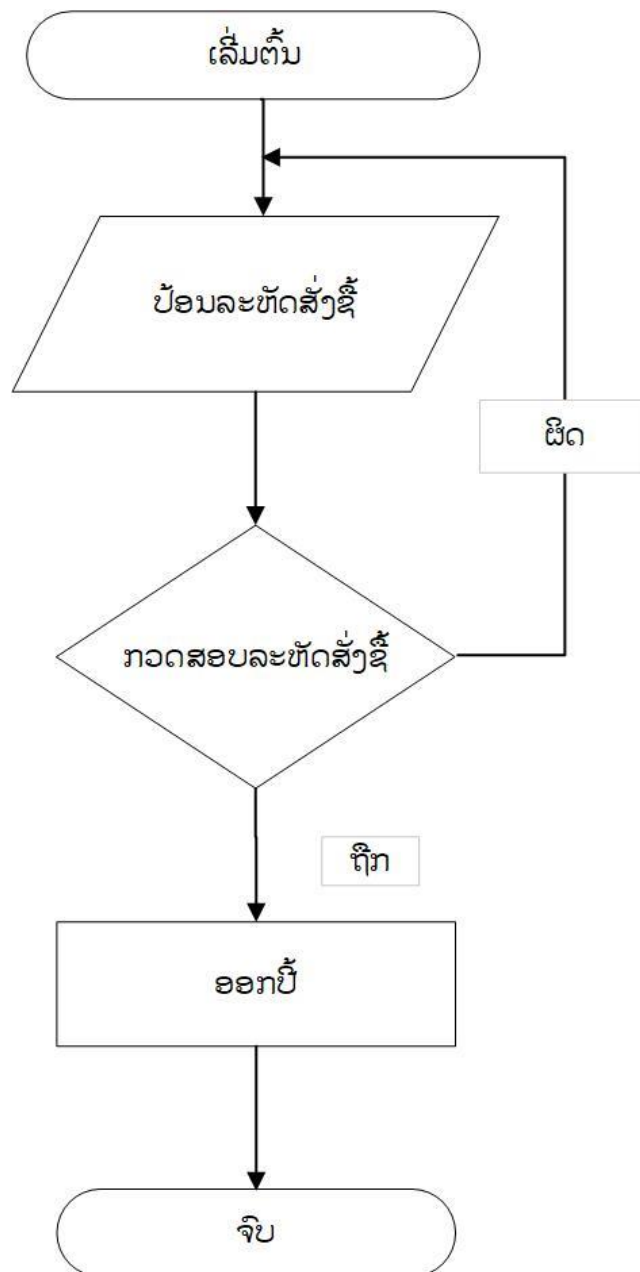 ເລີ່ມຕົ້ນ
ປ້ອນລະຫັດສັ່ງຊື້
ຜິດ
ກວດສອບລະຫັດສັ່ງຊື້
ຖືກ
ອອກປີ້
ຈົບ